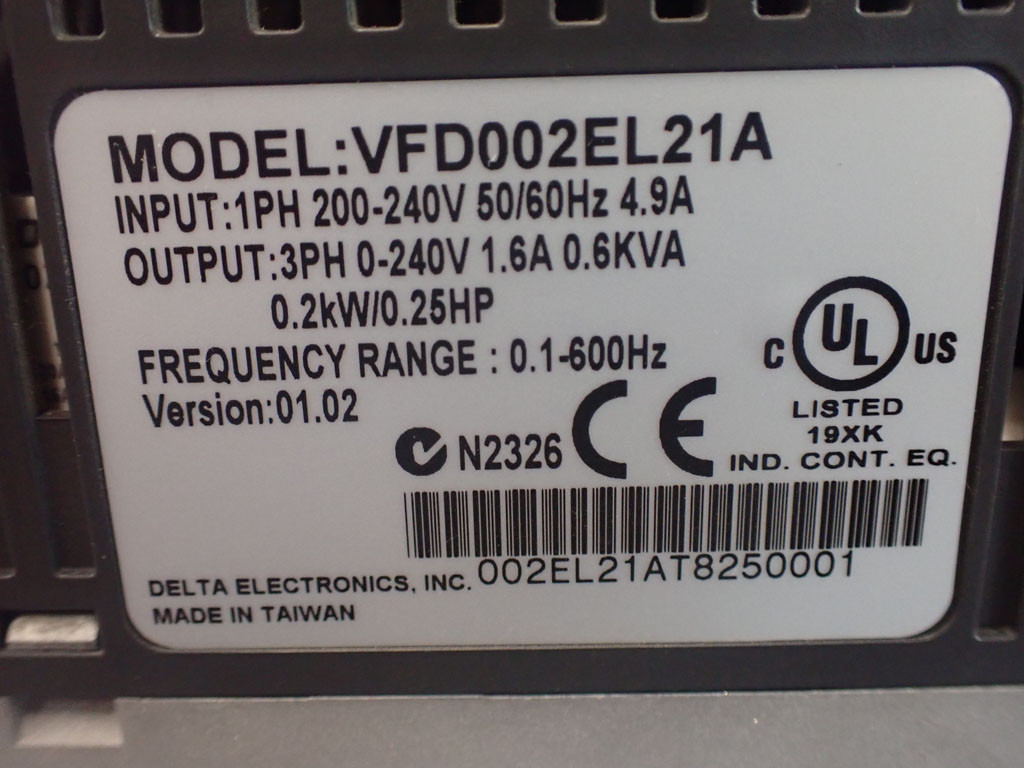 MODEL:VFD002EL21A
INPUT:1PH 200-240V 50/60Hz 4.9A
OUTPUT:3PH 0-240V 1.6A 0.6KVA
0.2kW/0.25HP
FREQUENCY RANGE : 0.1-600Hz
Version:01.02
C UL US
LISTED
19XK
IND. CONT. EQ.
N2326 CE
002EL21AT8250001
DELTA ELECTRONICS, INC.
MADE IN TAIWAN